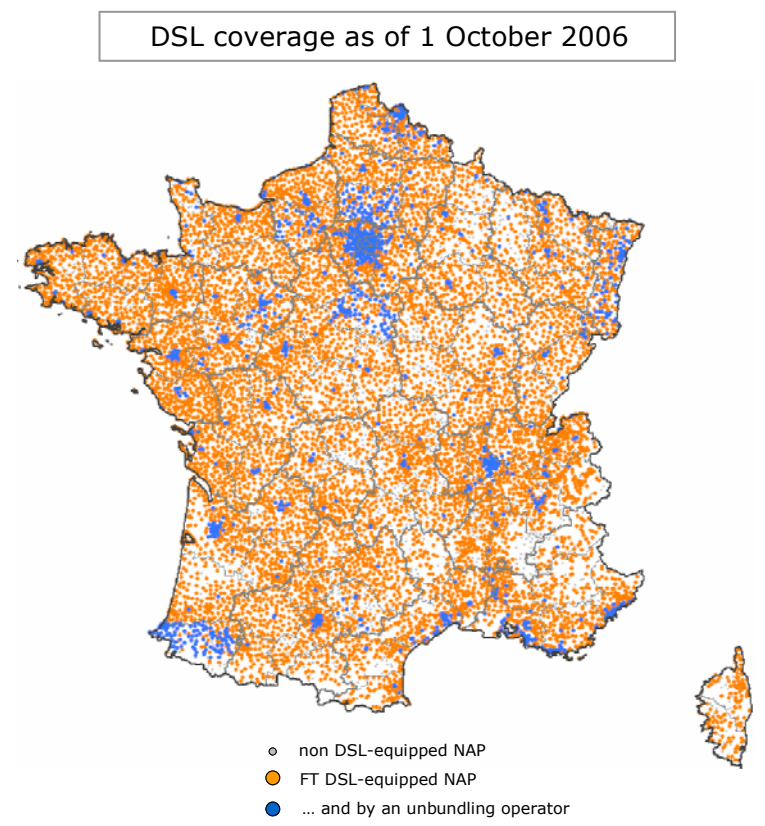 DSL coverage as of 1 October 2006
non DSL-equipped NAP
FT DSL-equipped NAP
... and by an unbundling operator